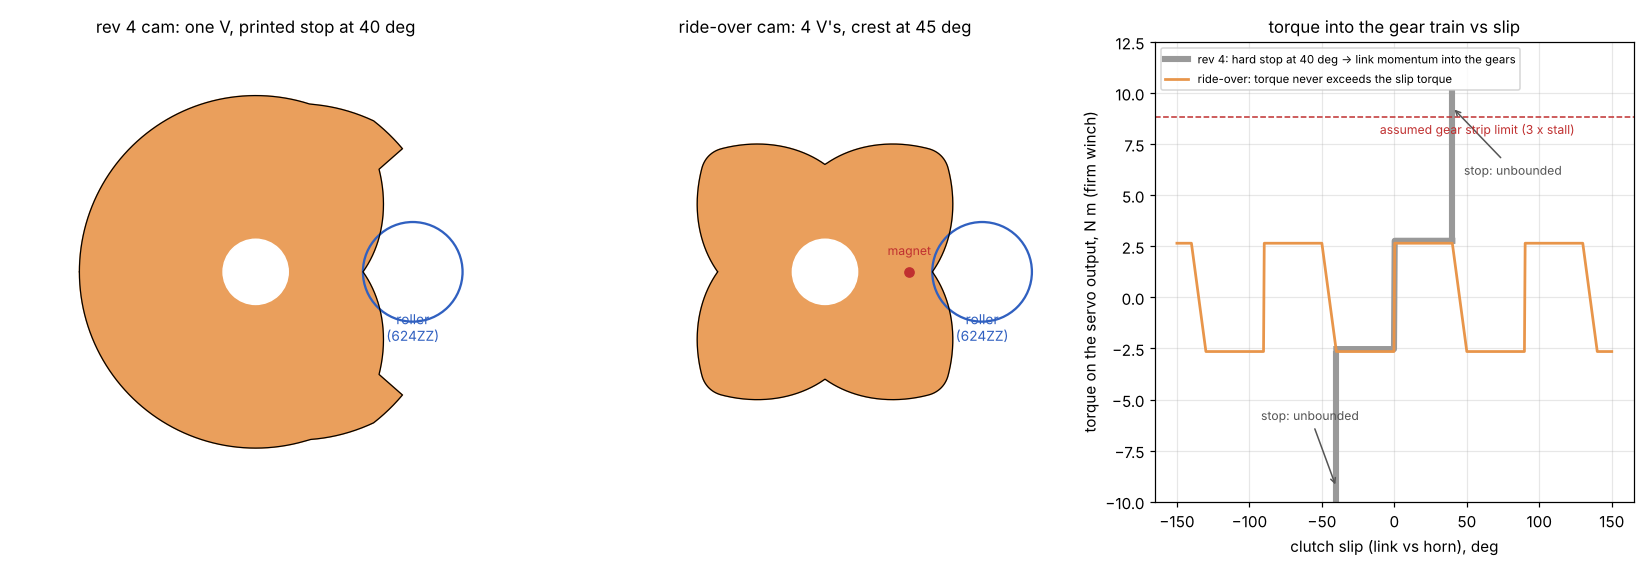 rev 4 cam: one V, printed stop at 40 deg
roller
(624ZZ)
ride-over cam: 4 V's, crest at 45 deg
magnet
roller
(624ZZ)
torque into the gear train vs slip
rev 4: hard stop at 40 deg → link momentum into the gears
ride-over: torque never exceeds the slip torque
assumed gear strip limit (3 x stall)
stop: unbounded
stop: unbounded
torque on the servo output, N m (firm winch)
12.5
10.0
7.5
5.0
2.5
0.0
−2.5
−5.0
−7.5
−10.0
−150
−100
−50
0
50
100
150
clutch slip (link vs horn), deg